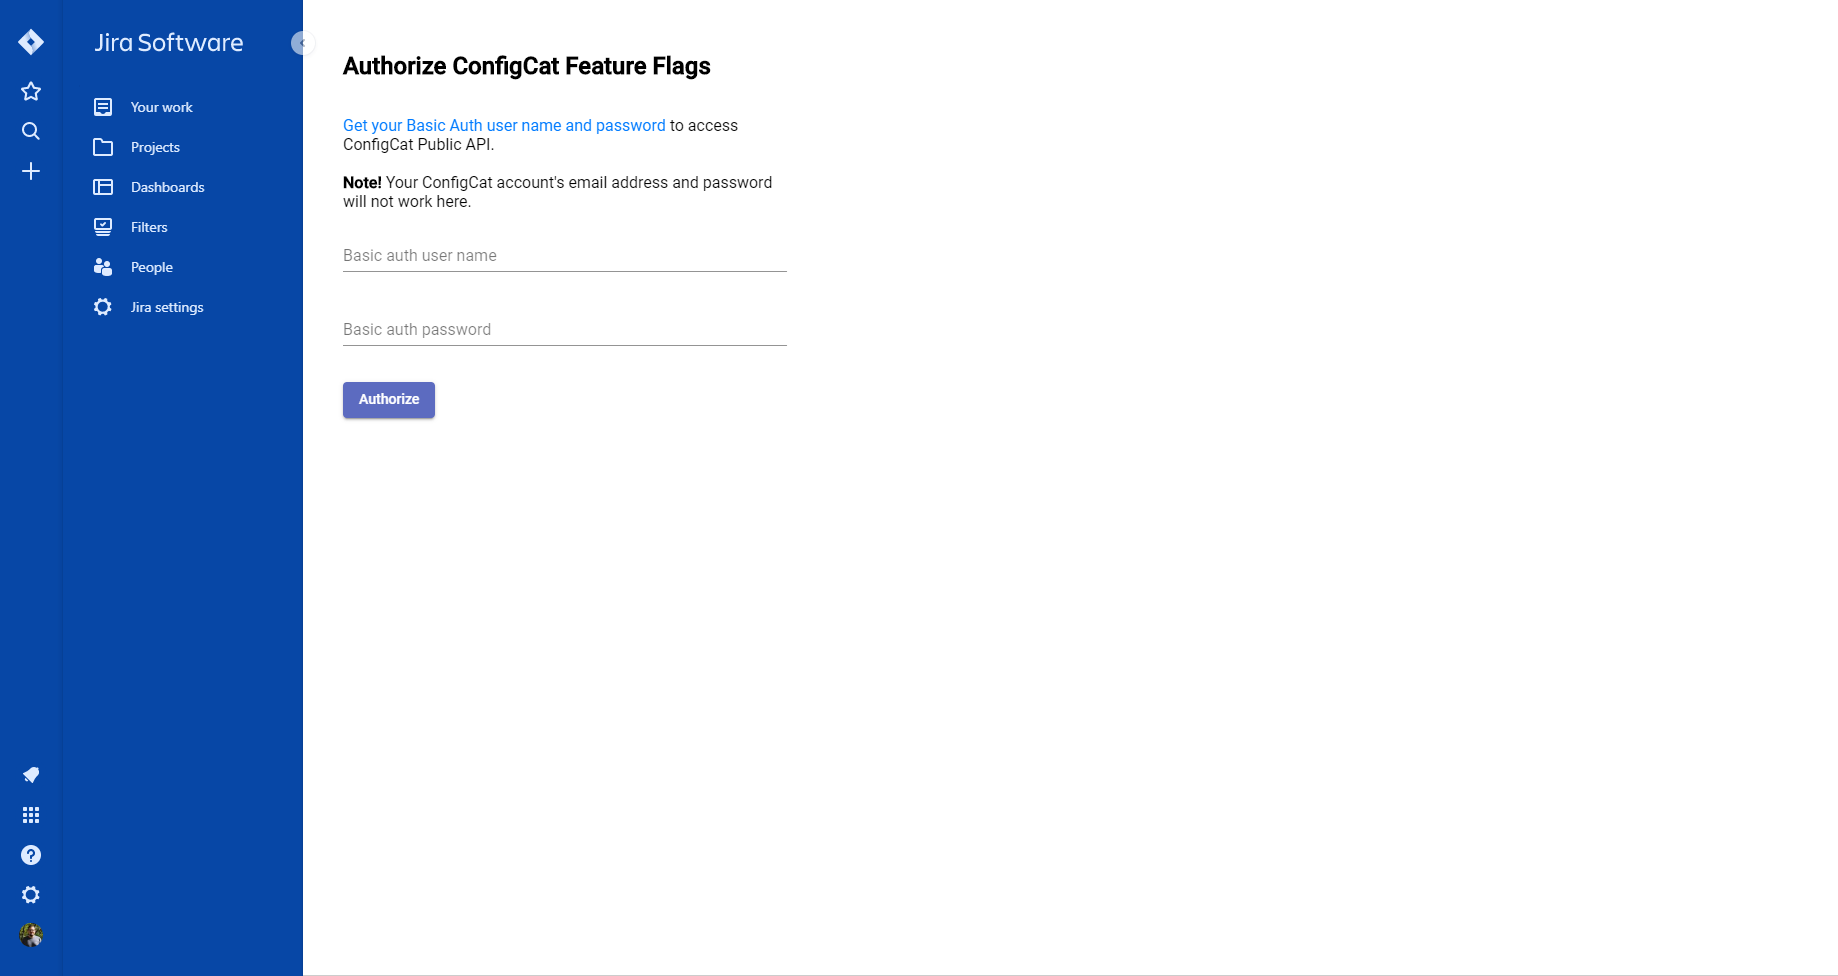 Jira Software
Your work
Projects
Dashboards
Filters
People
Jira settings
Authorize ConfigCat Feature Flags
Get your Basic Auth user name and password to access
ConfigCat Public API.
Note! Your ConfigCat account's email address and password
will not work here.
Basic auth user name
Basic auth password
Authorize